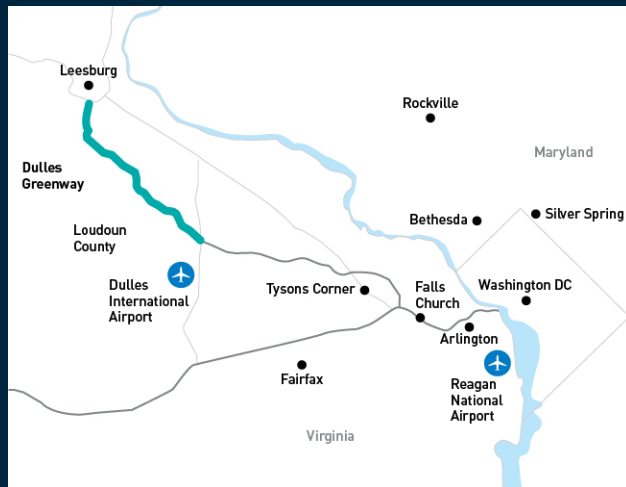 Leesburg
Rockville
Maryland
Dulles
Greenway
Silver Spring
Bethesda
Loudoun
County
Dulles
International
Airport
Tysons Corner
Falls
Church
Washington DC
Arlington
Fairfax
Reagan
National
Airport
Virginia